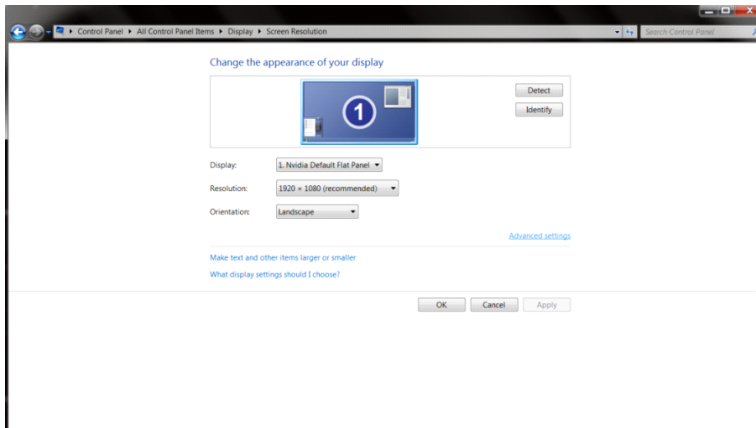 Control Panel ▸ All Control Panel Items ▸ Display ▸ Screen Resolution
Search Control Panel
Change the appearance of your display
1
Detect
Identify
Display: 1. Nvidia Default Flat Panel
Resolution: 1920 × 1080 (recommended)
Orientation: Landscape
Advanced settings
Make text and other items larger or smaller
What display settings should I choose?
OK Cancel Apply